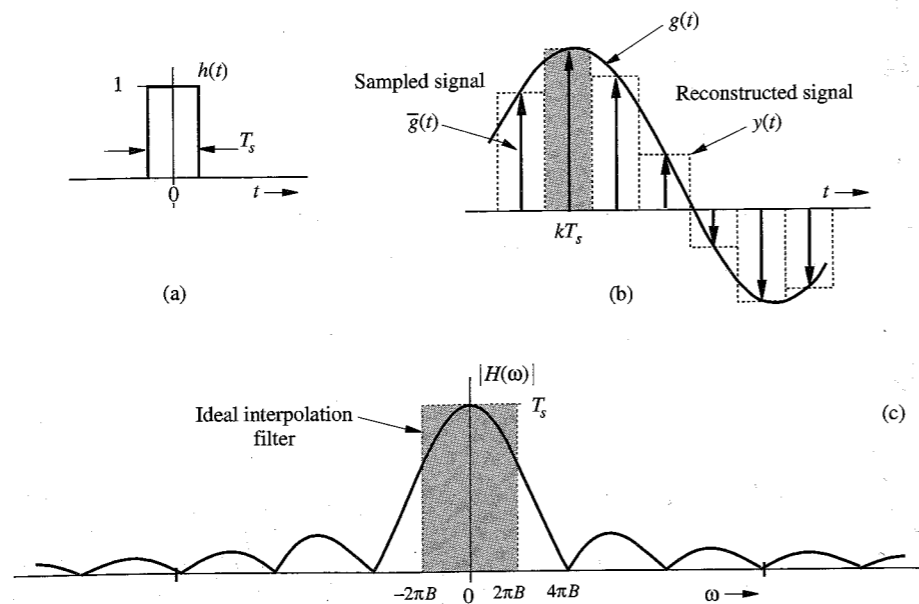 1
h(t)
T_s
0
t
(a)
Sampled signal
g̅(t)
g(t)
Reconstructed signal
y(t)
t
kT_s
(b)
|H(ω)|
T_s
Ideal interpolation
filter
(c)
−2πB
0
2πB
4πB
ω